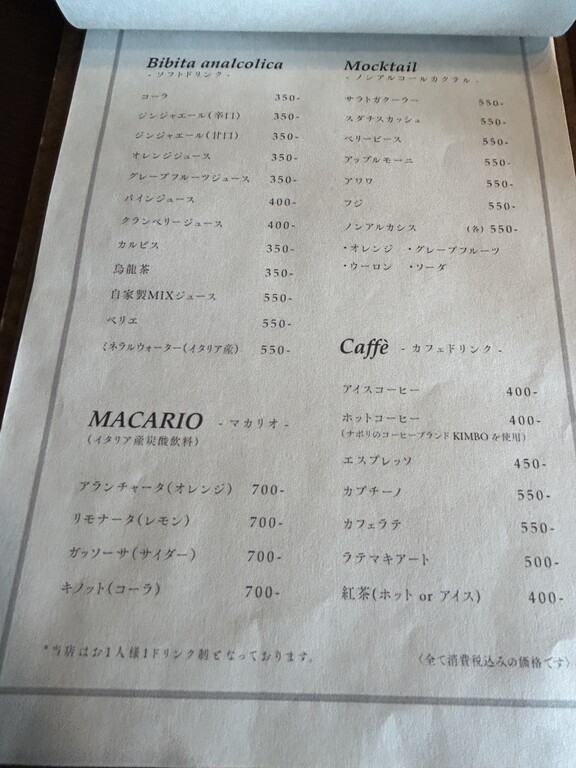 Bibita analcolica
- ソフトドリンク -
コーラ 350-
ジンジャエール(辛口) 350-
ジンジャエール(甘口) 350-
オレンジジュース 350-
グレープフルーツジュース 350-
パインジュース 400-
クランベリージュース 400-
カルピス 350-
烏龍茶 350-
自家製MIXジュース 550-
ペリエ 550-
ミネラルウォーター(イタリア産) 550-
MACARIO - マカリオ -
(イタリア産炭酸飲料)
アランチャータ(オレンジ) 700-
リモナータ(レモン) 700-
ガッソーサ(サイダー) 700-
キノット(コーラ) 700-
Mocktail
- ノンアルコールカクテル -
サラトガクーラー 550-
スダチスカッシュ 550-
ベリーピース 550-
アップルモーニ 550-
アワワ 550-
フジ 550-
ノンアルカシス (各) 550-
・オレンジ ・グレープフルーツ
・ウーロン ・ソーダ
Caffè - カフェドリンク -
アイスコーヒー 400-
ホットコーヒー 400-
(ナポリのコーヒーブランド KIMBO を使用)
エスプレッソ 450-
カプチーノ 550-
カフェラテ 550-
ラテマキアート 500-
紅茶(ホット or アイス) 400-
*当店はお1人様1ドリンク制となっております。
〈全て消費税込みの価格です〉